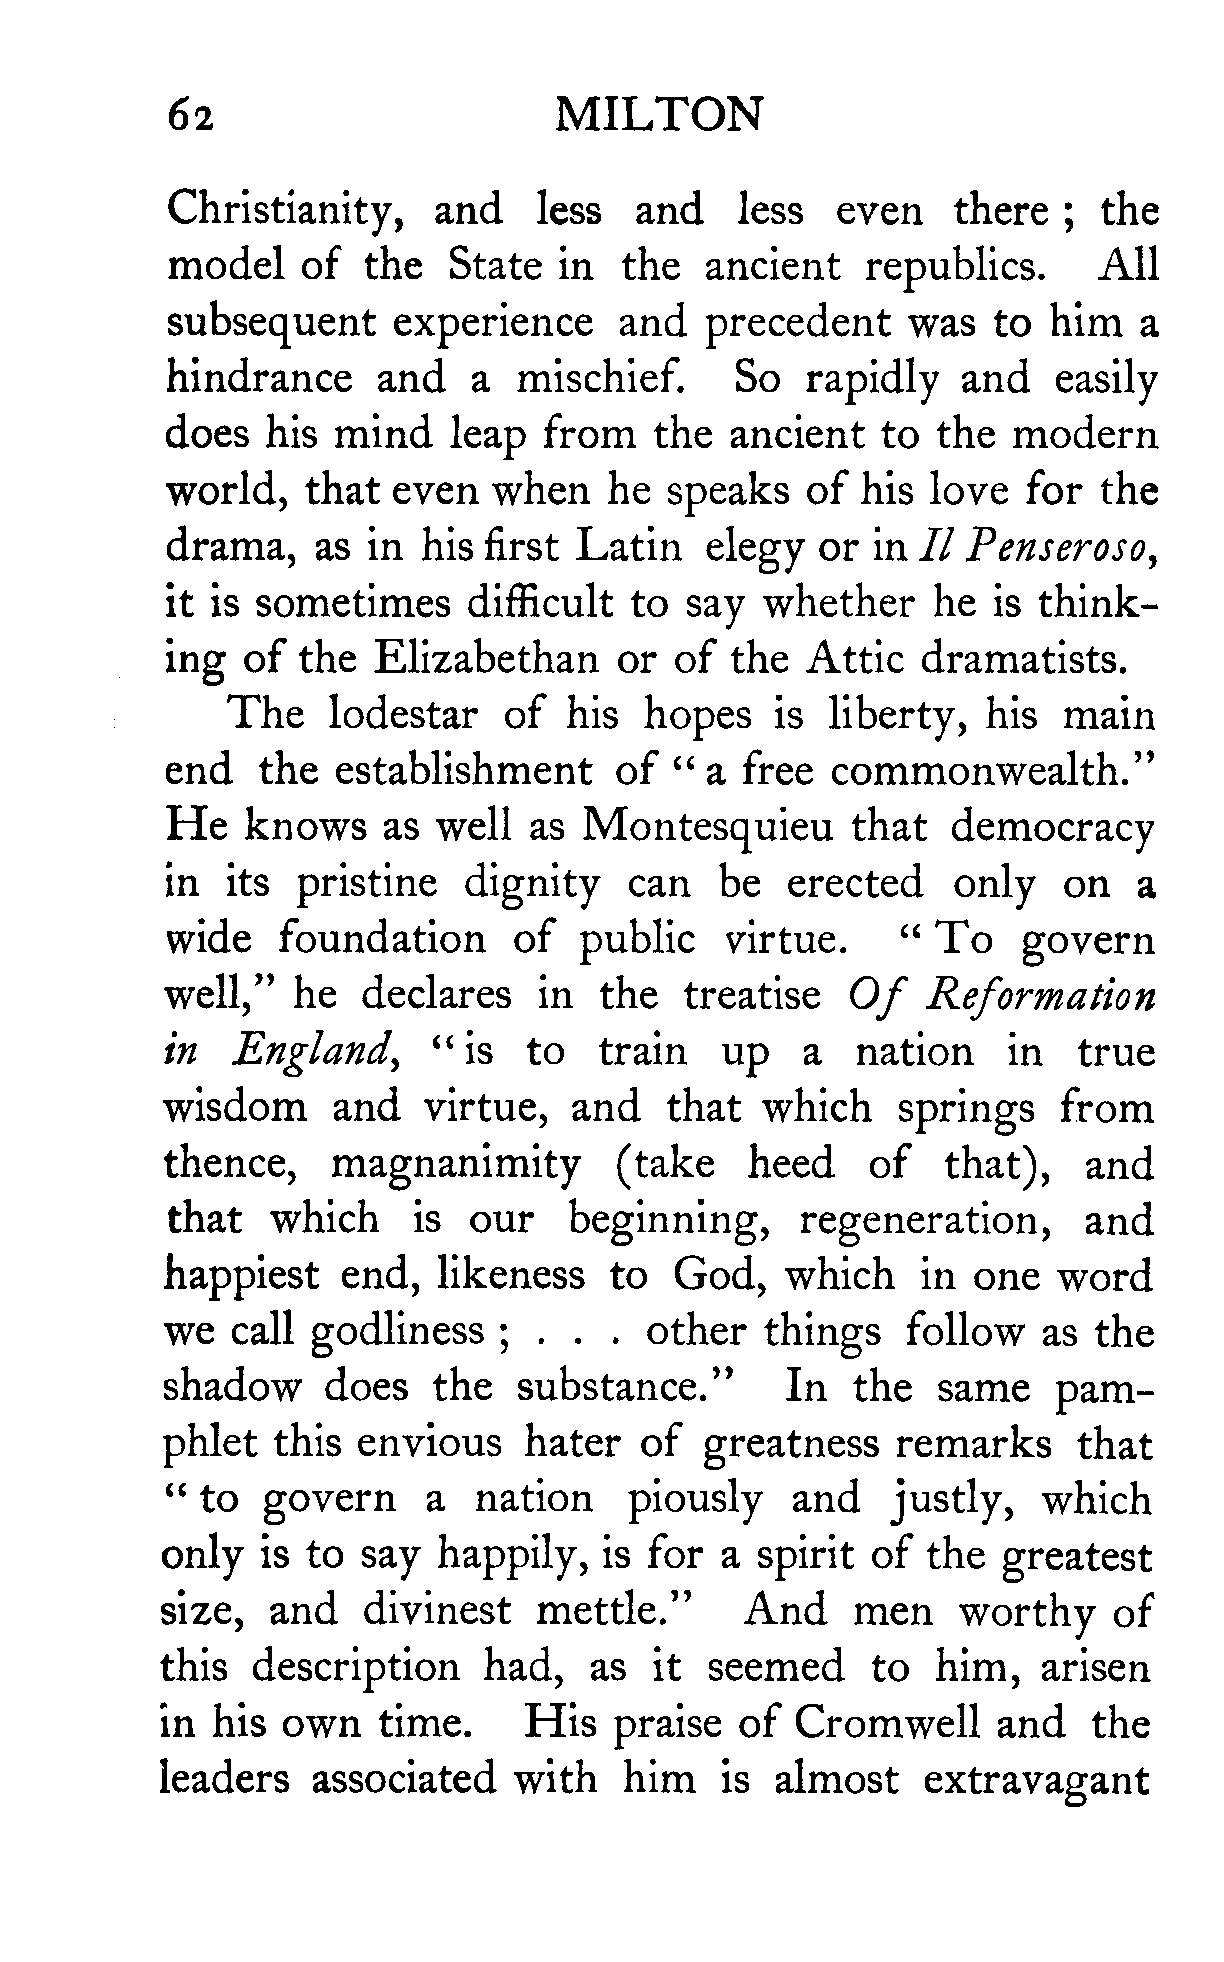 62 MILTON
Christianity, and less and less even there ; the
model of the State in the ancient republics. All
subsequent experience and precedent was to him a
hindrance and a mischief. So rapidly and easily
does his mind leap from the ancient to the modern
world, that even when he speaks of his love for the
drama, as in his first Latin elegy or in Il Penseroso,
it is sometimes difficult to say whether he is think-
ing of the Elizabethan or of the Attic dramatists.
The lodestar of his hopes is liberty, his main
end the establishment of “ a free commonwealth.”
He knows as well as Montesquieu that democracy
in its pristine dignity can be erected only on a
wide foundation of public virtue. “ To govern
well,” he declares in the treatise Of Reformation
in England, “ is to train up a nation in true
wisdom and virtue, and that which springs from
thence, magnanimity (take heed of that), and
that which is our beginning, regeneration, and
happiest end, likeness to God, which in one word
we call godliness ; . . . other things follow as the
shadow does the substance.” In the same pam-
phlet this envious hater of greatness remarks that
“ to govern a nation piously and justly, which
only is to say happily, is for a spirit of the greatest
size, and divinest mettle.” And men worthy of
this description had, as it seemed to him, arisen
in his own time. His praise of Cromwell and the
leaders associated with him is almost extravagant